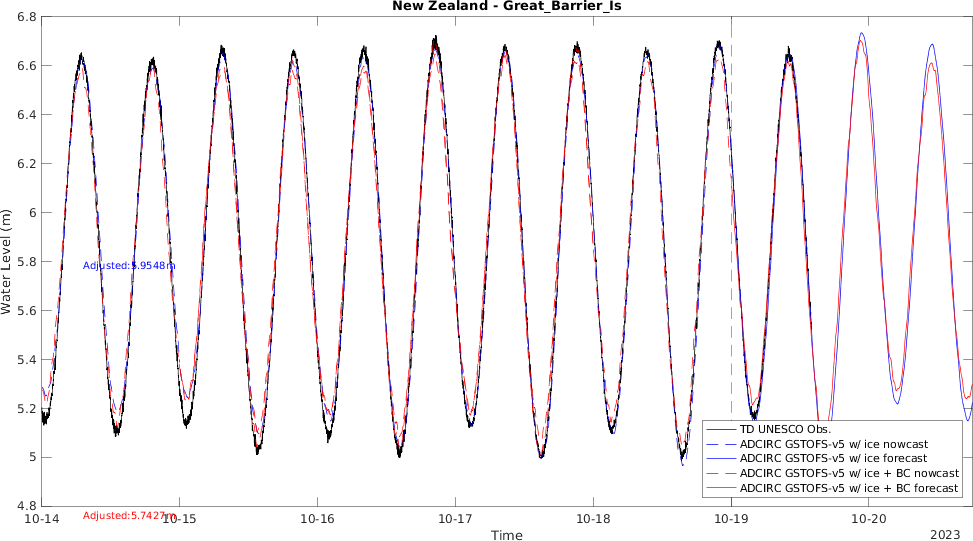 New Zealand - Great_Barrier_Is
6.8
6.6
6.4
6.2
6
5.8
5.6
5.4
5.2
5
4.8
Water Level (m)
Adjusted:5.9548m
Adjusted:5.7427m
TD UNESCO Obs.
ADCIRC GSTOFS-v5 w/ ice nowcast
ADCIRC GSTOFS-v5 w/ ice forecast
ADCIRC GSTOFS-v5 w/ ice + BC nowcast
ADCIRC GSTOFS-v5 w/ ice + BC forecast
10-14 10-15 10-16 10-17 10-18 10-19 10-20
Time
2023